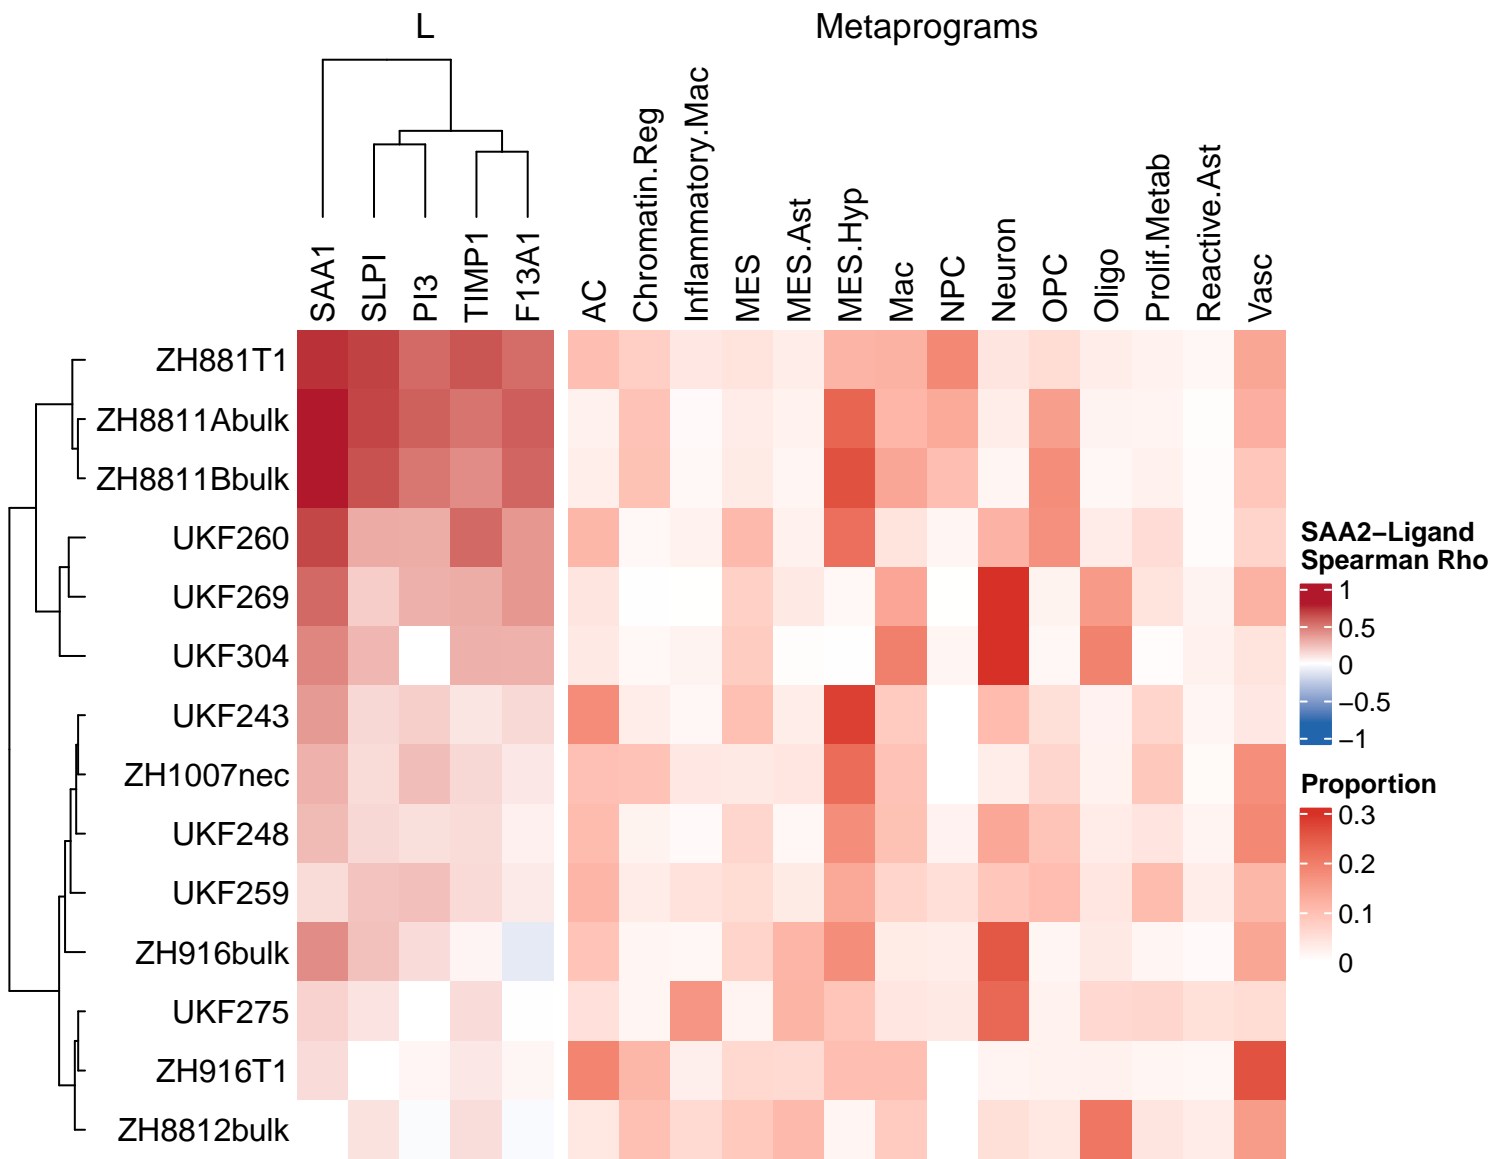 L
Metaprograms
SAA1
SLPI
PI3
TIMP1
F13A1
AC
Chromatin.Reg
Inflammatory.Mac
MES
MES.Ast
MES.Hyp
Mac
NPC
Neuron
OPC
Oligo
Prolif.Metab
Reactive.Ast
Vasc
ZH881T1
ZH8811Abulk
ZH8811Bbulk
UKF260
UKF269
UKF304
UKF243
ZH1007nec
UKF248
UKF259
ZH916bulk
UKF275
ZH916T1
ZH8812bulk
SAA2−Ligand
Spearman Rho
1
0.5
0
−0.5
−1
Proportion
0.3
0.2
0.1
0